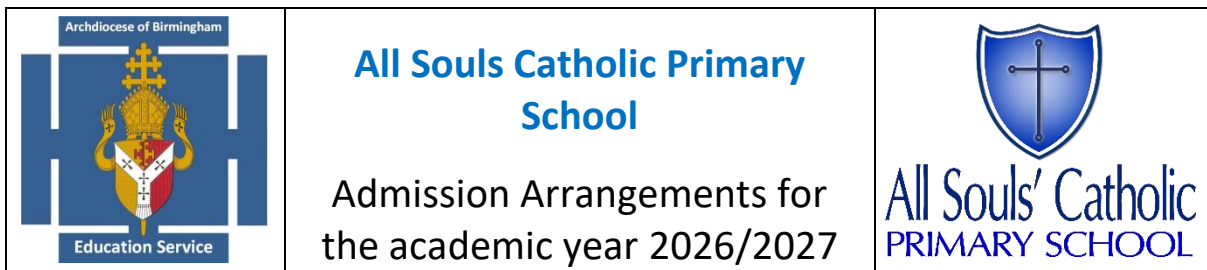 Archdiocese of Birmingham
Education Service
All Souls Catholic Primary
School
Admission Arrangements for
the academic year 2026/2027
All Souls' Catholic
PRIMARY SCHOOL